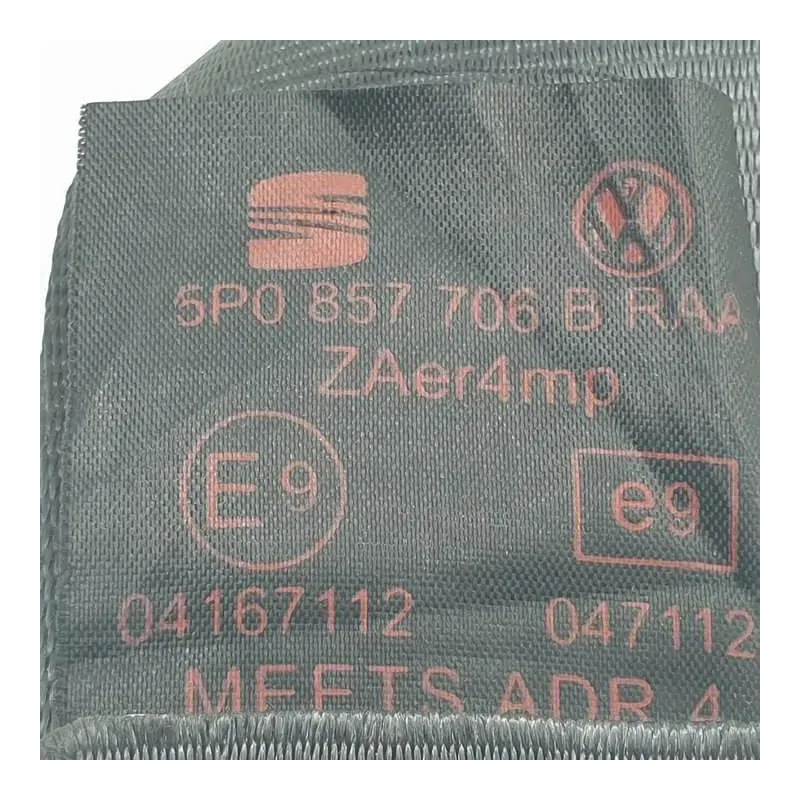 5P0 857 706 B RAA
ZAer4mp
E9 e9
04167112 047112
MEETS ADR 4